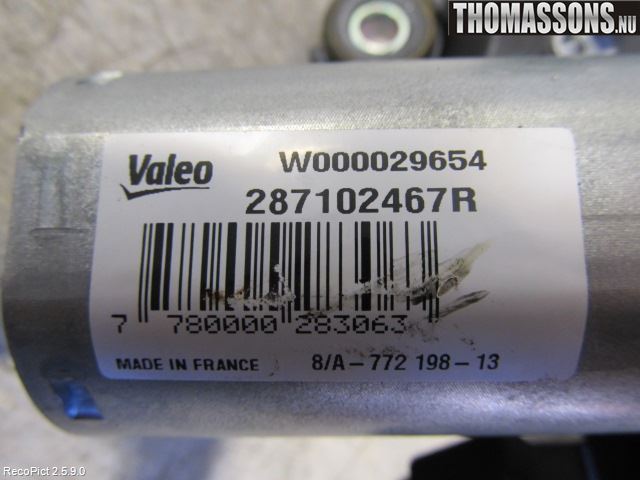 THOMASSONS.NU
Valeo W000029654
287102467R
7 780000 283063
MADE IN FRANCE 8/A-772 198-13
RecoPict 2.5.9.0